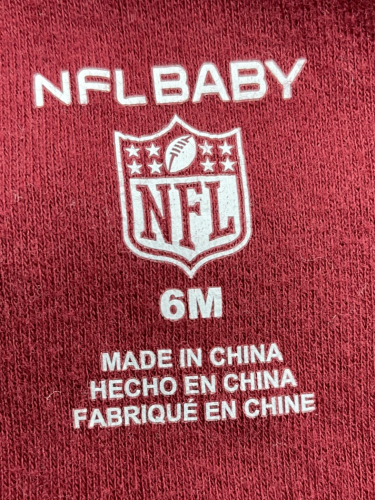 NFL BABY
NFL
6M
MADE IN CHINA
HECHO EN CHINA
FABRIQUÉ EN CHINE